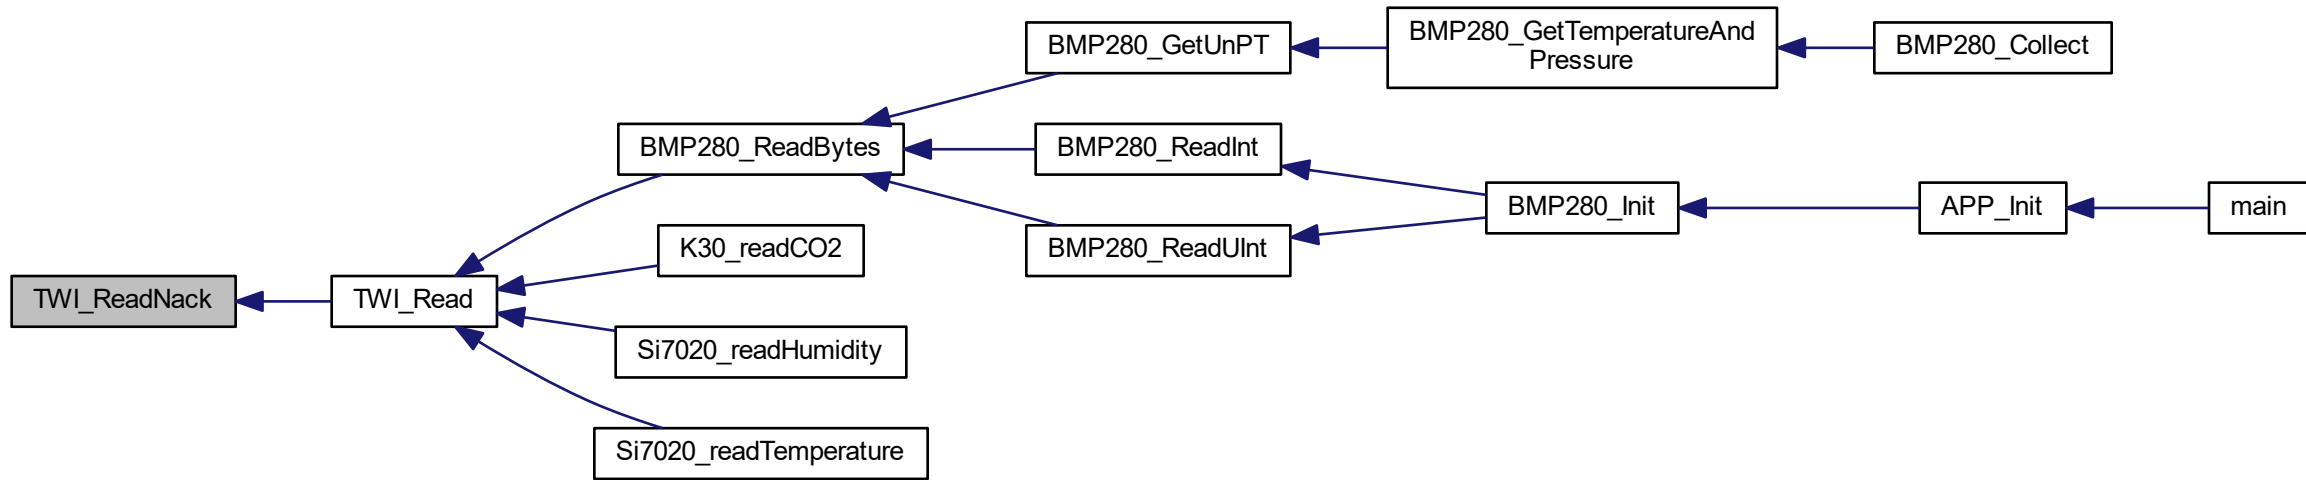 BMP280_GetUnPT
BMP280_GetTemperatureAnd
Pressure
BMP280_Collect
BMP280_ReadBytes
BMP280_ReadInt
BMP280_Init
APP_Init
main
K30_readCO2
BMP280_ReadUInt
TWI_ReadNack
TWI_Read
Si7020_readHumidity
Si7020_readTemperature